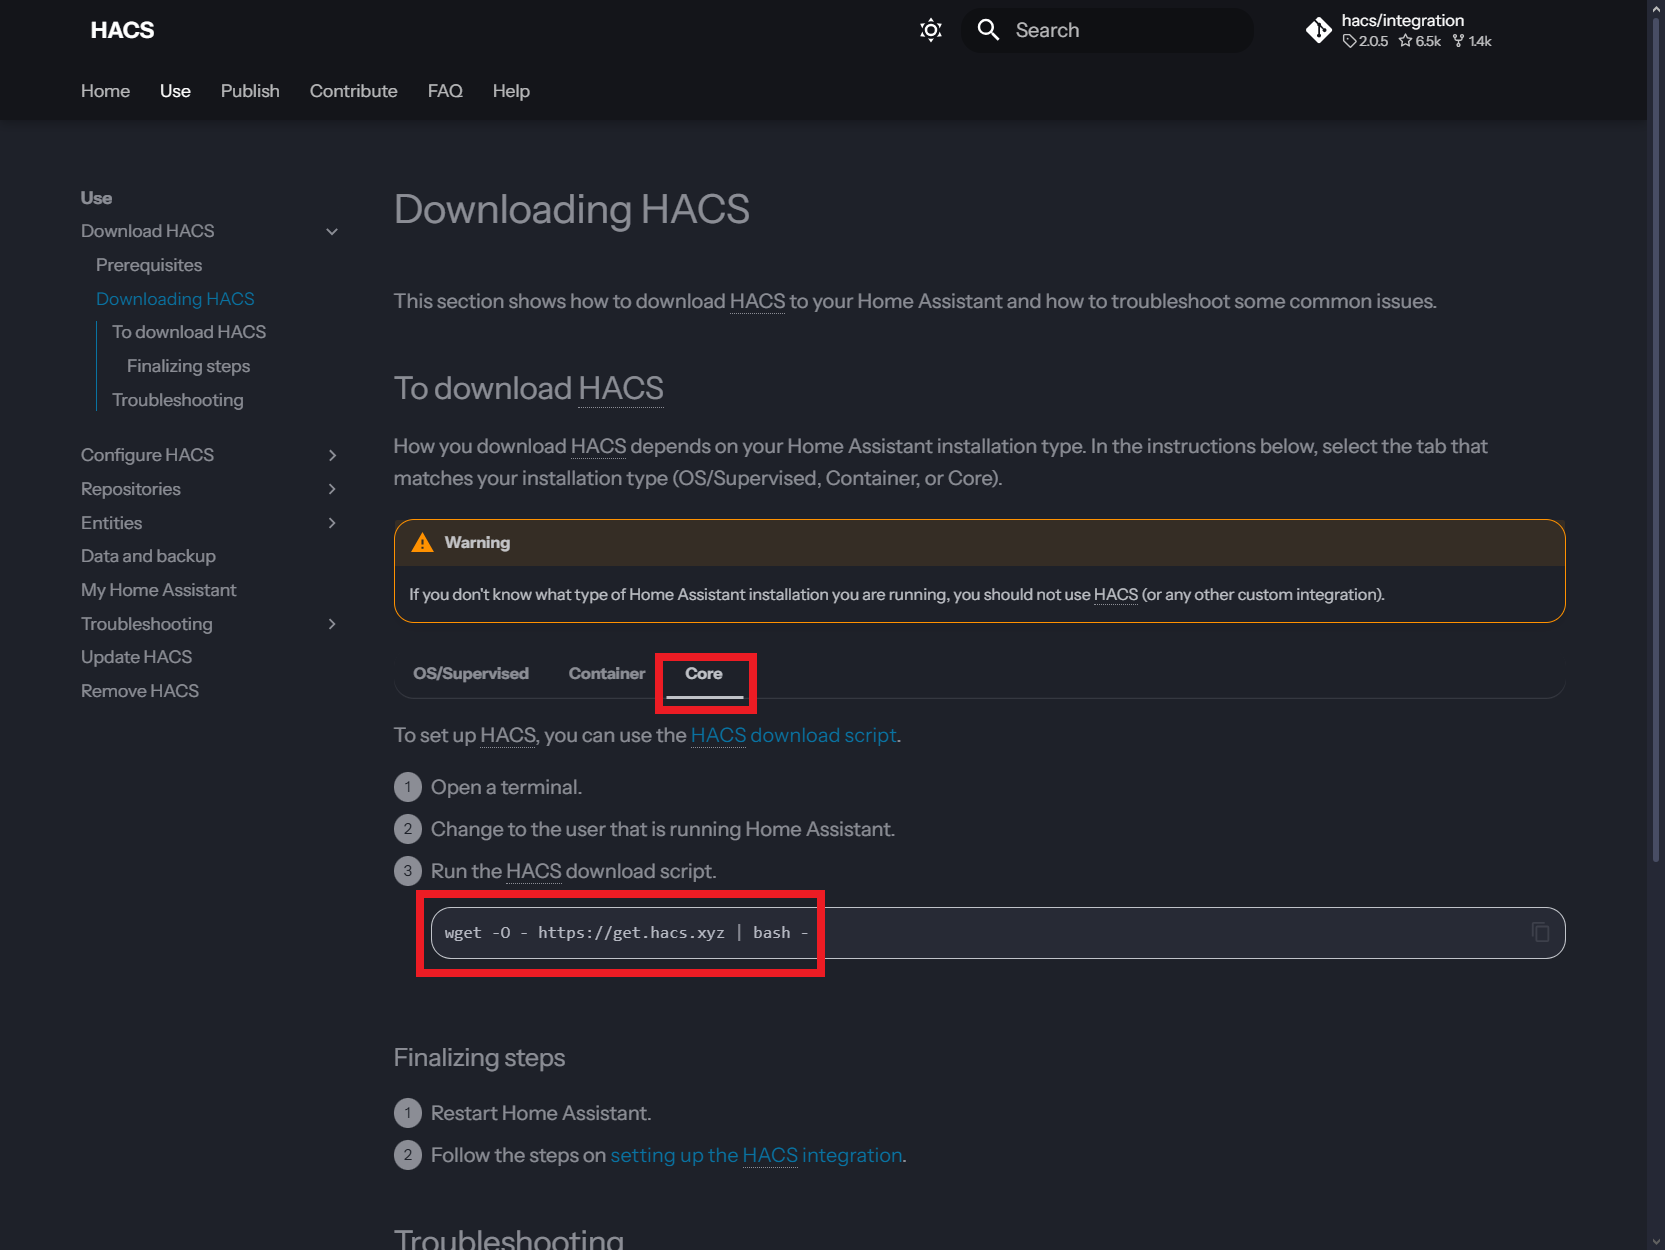 HACS
Search
hacs/integration
2.0.5 6.5k 1.4k
Home Use Publish Contribute FAQ Help
Use
Download HACS
Prerequisites
Downloading HACS
To download HACS
Finalizing steps
Troubleshooting
Configure HACS
Repositories
Entities
Data and backup
My Home Assistant
Troubleshooting
Update HACS
Remove HACS
Downloading HACS
This section shows how to download HACS to your Home Assistant and how to troubleshoot some common issues.
To download HACS
How you download HACS depends on your Home Assistant installation type. In the instructions below, select the tab that
matches your installation type (OS/Supervised, Container, or Core).
Warning
If you don't know what type of Home Assistant installation you are running, you should not use HACS (or any other custom integration).
OS/Supervised Container Core
To set up HACS, you can use the HACS download script.
1 Open a terminal.
2 Change to the user that is running Home Assistant.
3 Run the HACS download script.
wget -O - https://get.hacs.xyz | bash -
Finalizing steps
1 Restart Home Assistant.
2 Follow the steps on setting up the HACS integration.
Troubleshooting